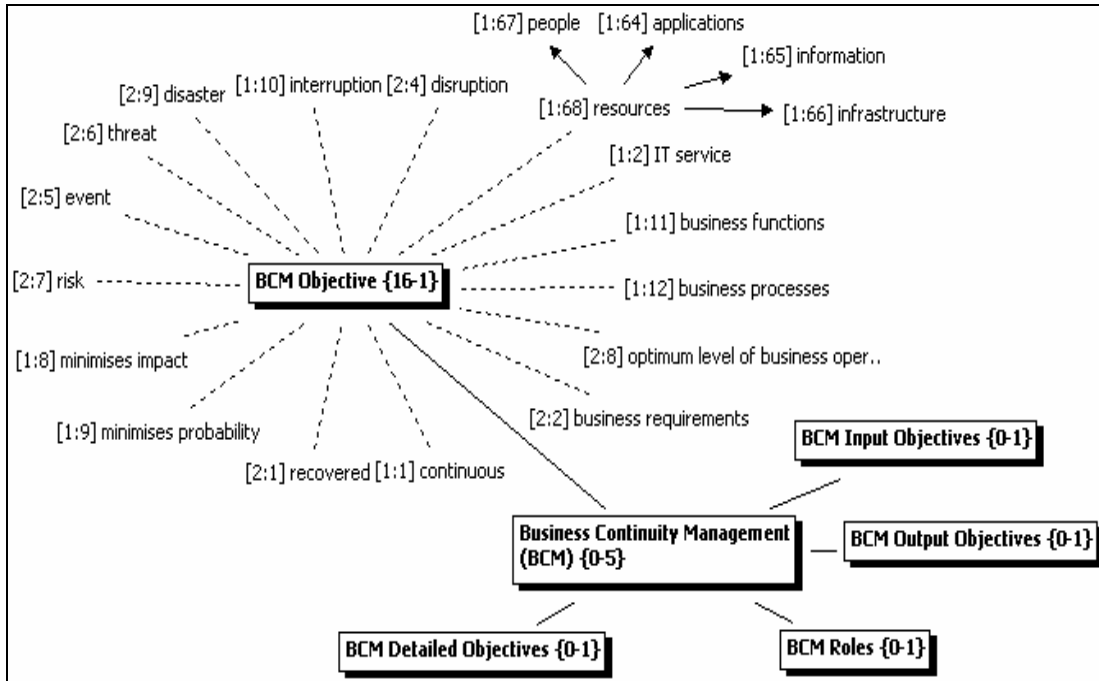 [1:67] people
[1:64] applications
[1:65] information
[1:10] interruption
[2:4] disruption
[2:9] disaster
[1:68] resources
[1:66] infrastructure
[2:6] threat
[1:2] IT service
[2:5] event
[1:11] business functions
BCM Objective {16-1}
[2:7] risk
[1:12] business processes
[1:8] minimises impact
[2:8] optimum level of business oper..
[1:9] minimises probability
[2:2] business requirements
[2:1] recovered
[1:1] continuous
BCM Input Objectives {0-1}
Business Continuity Management
(BCM) {0-5}
BCM Output Objectives {0-1}
BCM Detailed Objectives {0-1}
BCM Roles {0-1}